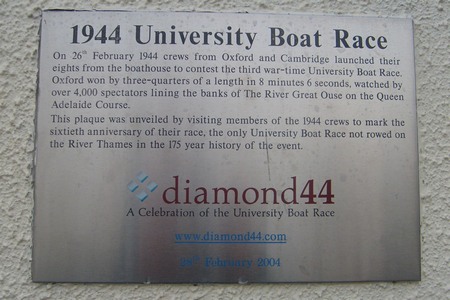 1944 University Boat Race
On 26th February 1944 crews from Oxford and Cambridge launched their
eights from the boathouse to contest the third war-time University Boat Race.
Oxford won by three-quarters of a length in 8 minutes 6 seconds, watched by
over 4,000 spectators lining the banks of The River Great Ouse on the Queen
Adelaide Course.
This plaque was unveiled by visiting members of the 1944 crews to mark the
sixtieth anniversary of their race, the only University Boat Race not rowed on
the River Thames in the 175 year history of the event.
diamond44
A Celebration of the University Boat Race
www.diamond44.com
26th February 2004